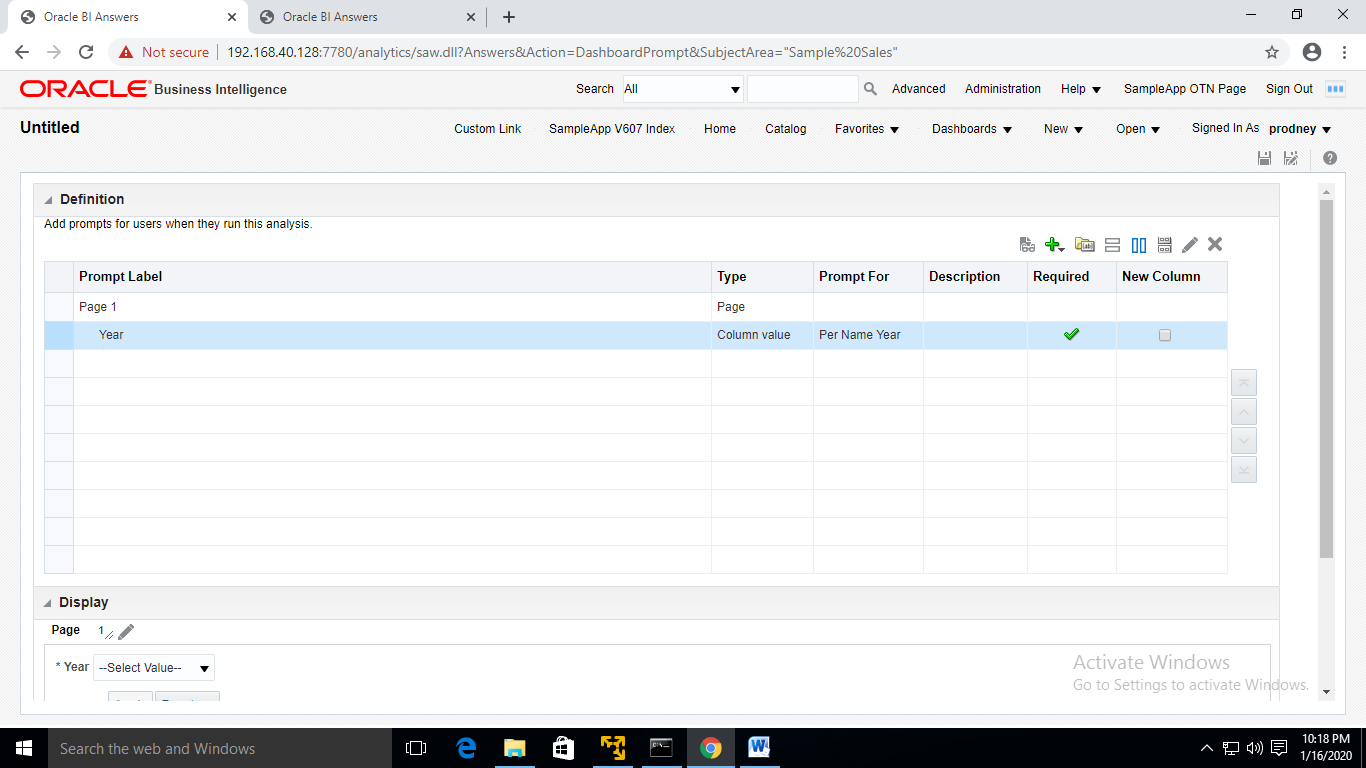 Oracle BI Answers
Oracle BI Answers
Not secure 192.168.40.128:7780/analytics/saw.dll?Answers&Action=DashboardPrompt&SubjectArea="Sample%20Sales"
ORACLE Business Intelligence
Search All Advanced Administration Help SampleApp OTN Page Sign Out
Untitled
Custom Link SampleApp V607 Index Home Catalog Favorites Dashboards New Open Signed In As prodney
Definition
Add prompts for users when they run this analysis.
Prompt Label Type Prompt For Description Required New Column
Page 1 Page
Year Column value Per Name Year
Display
Page 1
* Year --Select Value--
Activate Windows
Go to Settings to activate Windows.
Search the web and Windows
10:18 PM
1/16/2020